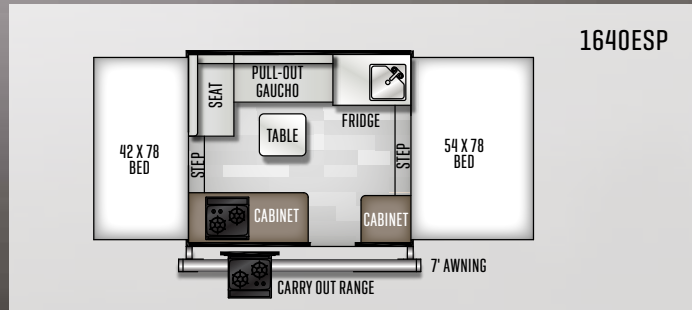 1640ESP
PULL-OUT
GAUCHO
SEAT
FRIDGE
TABLE
42 X 78
BED
54 X 78
BED
STEP
STEP
CABINET
CABINET
7' AWNING
CARRY OUT RANGE